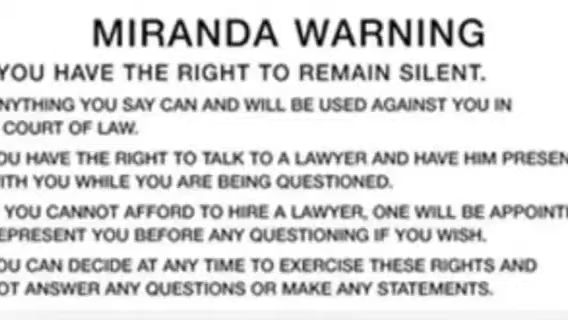 MIRANDA WARNING
YOU HAVE THE RIGHT TO REMAIN SILENT.
NYTHING YOU SAY CAN AND WILL BE USED AGAINST YOU IN
COURT OF LAW.
OU HAVE THE RIGHT TO TALK TO A LAWYER AND HAVE HIM PRESEN
ITH YOU WHILE YOU ARE BEING QUESTIONED.
YOU CANNOT AFFORD TO HIRE A LAWYER, ONE WILL BE APPOINT
EPRESENT YOU BEFORE ANY QUESTIONING IF YOU WISH.
OU CAN DECIDE AT ANY TIME TO EXERCISE THESE RIGHTS AND
OT ANSWER ANY QUESTIONS OR MAKE ANY STATEMENTS.